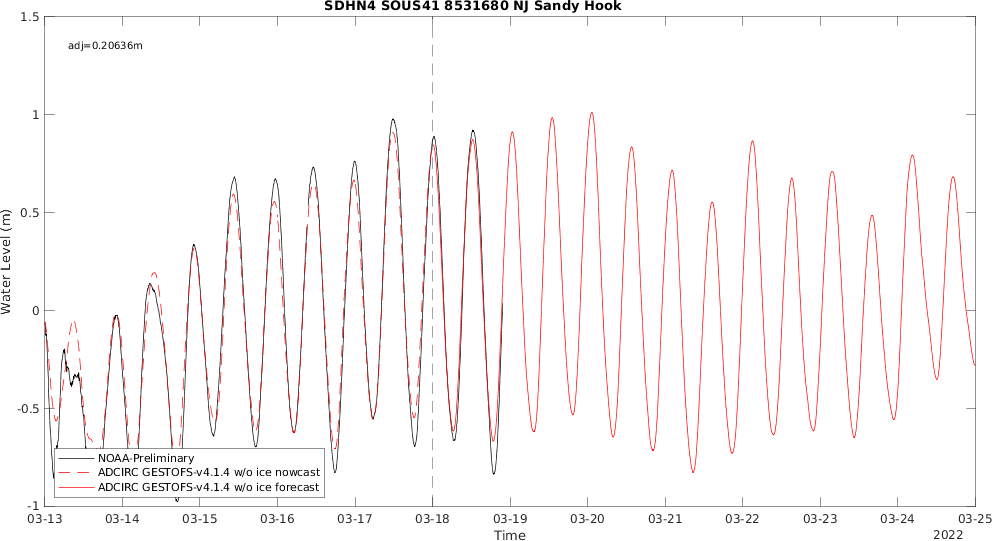 SDHN4 SOUS41 8531680 NJ Sandy Hook
adj=0.20636m
1.5
1
0.5
0
-0.5
-1
Water Level (m)
NOAA-Preliminary
ADCIRC GESTOFS-v4.1.4 w/o ice nowcast
ADCIRC GESTOFS-v4.1.4 w/o ice forecast
03-13 03-14 03-15 03-16 03-17 03-18 03-19 03-20 03-21 03-22 03-23 03-24 03-25
Time
2022